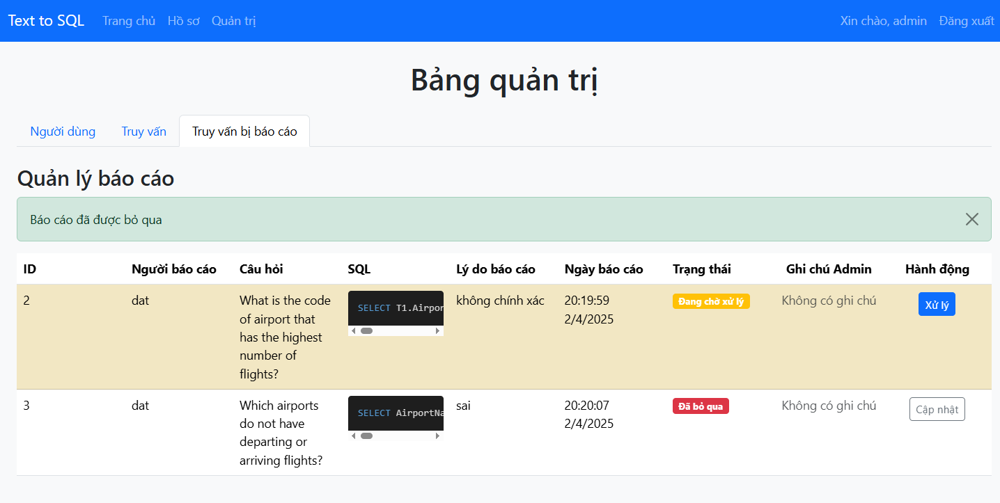 Text to SQL Trang chủ Hồ sơ Quản trị Xin chào, admin Đăng xuất
Bảng quản trị
Người dùng Truy vấn Truy vấn bị báo cáo
Quản lý báo cáo
Báo cáo đã được bỏ qua
ID Người báo cáo Câu hỏi SQL Lý do báo cáo Ngày báo cáo Trạng thái Ghi chú Admin Hành động
2 dat What is the code SELECT T1.Airpor không chính xác 20:19:59 Đang chờ xử lý Không có ghi chú Xử lý
of airport that 2/4/2025
has the highest
number of
flights?
3 dat Which airports SELECT AirportNa sai 20:20:07 Đã bỏ qua Không có ghi chú Cập nhật
do not have 2/4/2025
departing or
arriving flights?